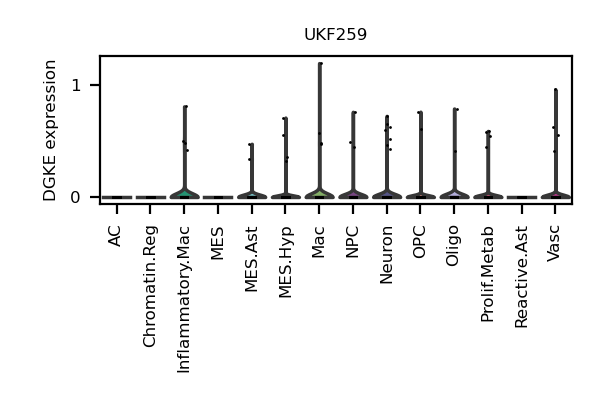 UKF259
DGKE expression
1
0
AC
Chromatin.Reg
Inflammatory.Mac
MES
MES.Ast
MES.Hyp
Mac
NPC
Neuron
OPC
Oligo
Prolif.Metab
Reactive.Ast
Vasc